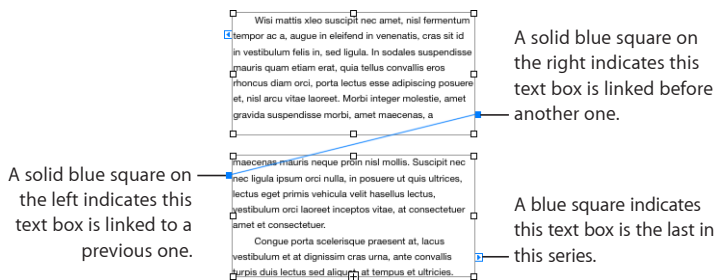 Wisi mattis xleo suscipit nec amet, nisl fermentum
tempor ac a, augue in eleifend in venenatis, cras sit id
in vestibulum felis in, sed ligula. In sodales suspendisse
mauris quam etiam erat, quia tellus convallis eros
rhoncus diam orci, porta lectus esse adipiscing posuere
et, nisl arcu vitae laoreet. Morbi integer molestie, amet
gravida suspendisse morbi, amet maecenas, a
A solid blue square on
the right indicates this
text box is linked before
another one.
A solid blue square on
the left indicates this
text box is linked to a
previous one.
maecenas mauris neque proin nisl mollis. Suscipit nec
nec ligula ipsum orci nulla, in posuere ut quis ultrices,
lectus eget primis vehicula velit hasellus lectus,
vestibulum orci laoreet inceptos vitae, at consectetuer
amet et consectetuer.
Congue porta scelerisque praesent at, lacus
vestibulum et at dignissim cras urna, ante convallis
turpis duis lectus sed aliquet at tempus et ultricies.
A blue square indicates
this text box is the last in
this series.